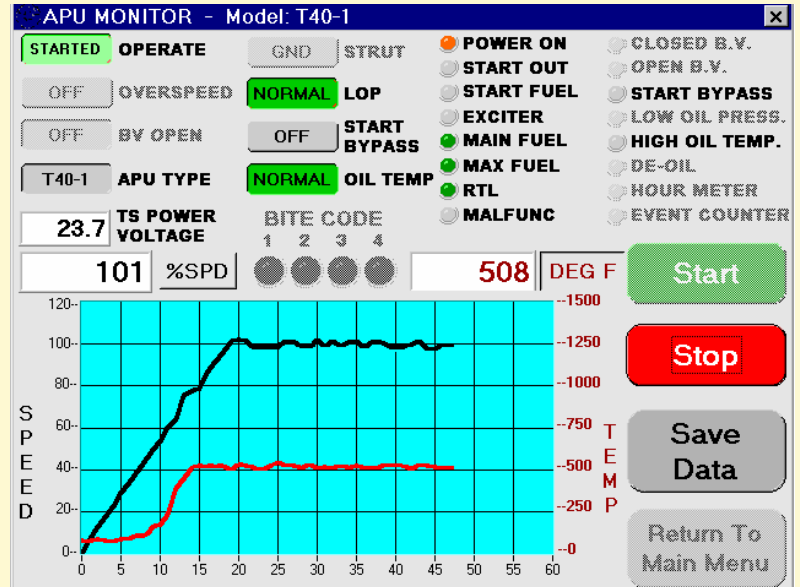 APU MONITOR - Model: T40-1
STARTED OPERATE GND STRUT POWER ON CLOSED B.V.
START OUT OPEN B.V.
OFF OVERSPEED NORMAL LOP START FUEL START BYPASS
EXCITER LOW OIL PRESS.
OFF BV OPEN OFF START BYPASS MAIN FUEL HIGH OIL TEMP.
MAX FUEL DE-OIL
T40-1 APU TYPE NORMAL OIL TEMP RTL HOUR METER
MALFUNC EVENT COUNTER
23.7 TS POWER VOLTAGE BITE CODE
1 2 3 4
101 %SPD 508 DEG F Start
120-- --1500
100-- --1250
Stop
80-- --1000
60-- --750
Save
Data
40-- --500
20-- --250
0-- --0
SPEED
TEMP
Return To
Main Menu
0 5 10 15 20 25 30 35 40 45 50 55 60